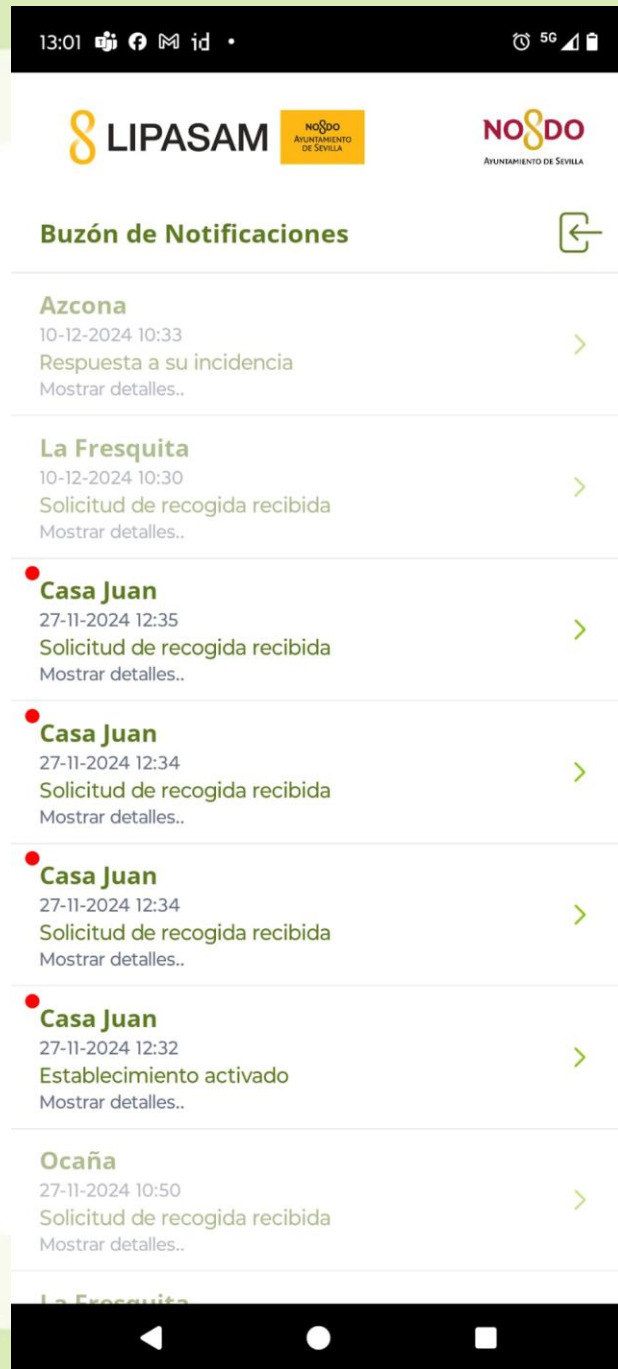 13:01 id
5G
LIPASAM
NO8DO
AYUNTAMIENTO
DE SEVILLA
NO8DO
AYUNTAMIENTO DE SEVILLA
Buzón de Notificaciones
Azcona
10-12-2024 10:33
Respuesta a su incidencia
Mostrar detalles..
La Fresquita
10-12-2024 10:30
Solicitud de recogida recibida
Mostrar detalles..
Casa Juan
27-11-2024 12:35
Solicitud de recogida recibida
Mostrar detalles..
Casa Juan
27-11-2024 12:34
Solicitud de recogida recibida
Mostrar detalles..
Casa Juan
27-11-2024 12:34
Solicitud de recogida recibida
Mostrar detalles..
Casa Juan
27-11-2024 12:32
Establecimiento activado
Mostrar detalles..
Ocaña
27-11-2024 10:50
Solicitud de recogida recibida
Mostrar detalles..
La Fresquita